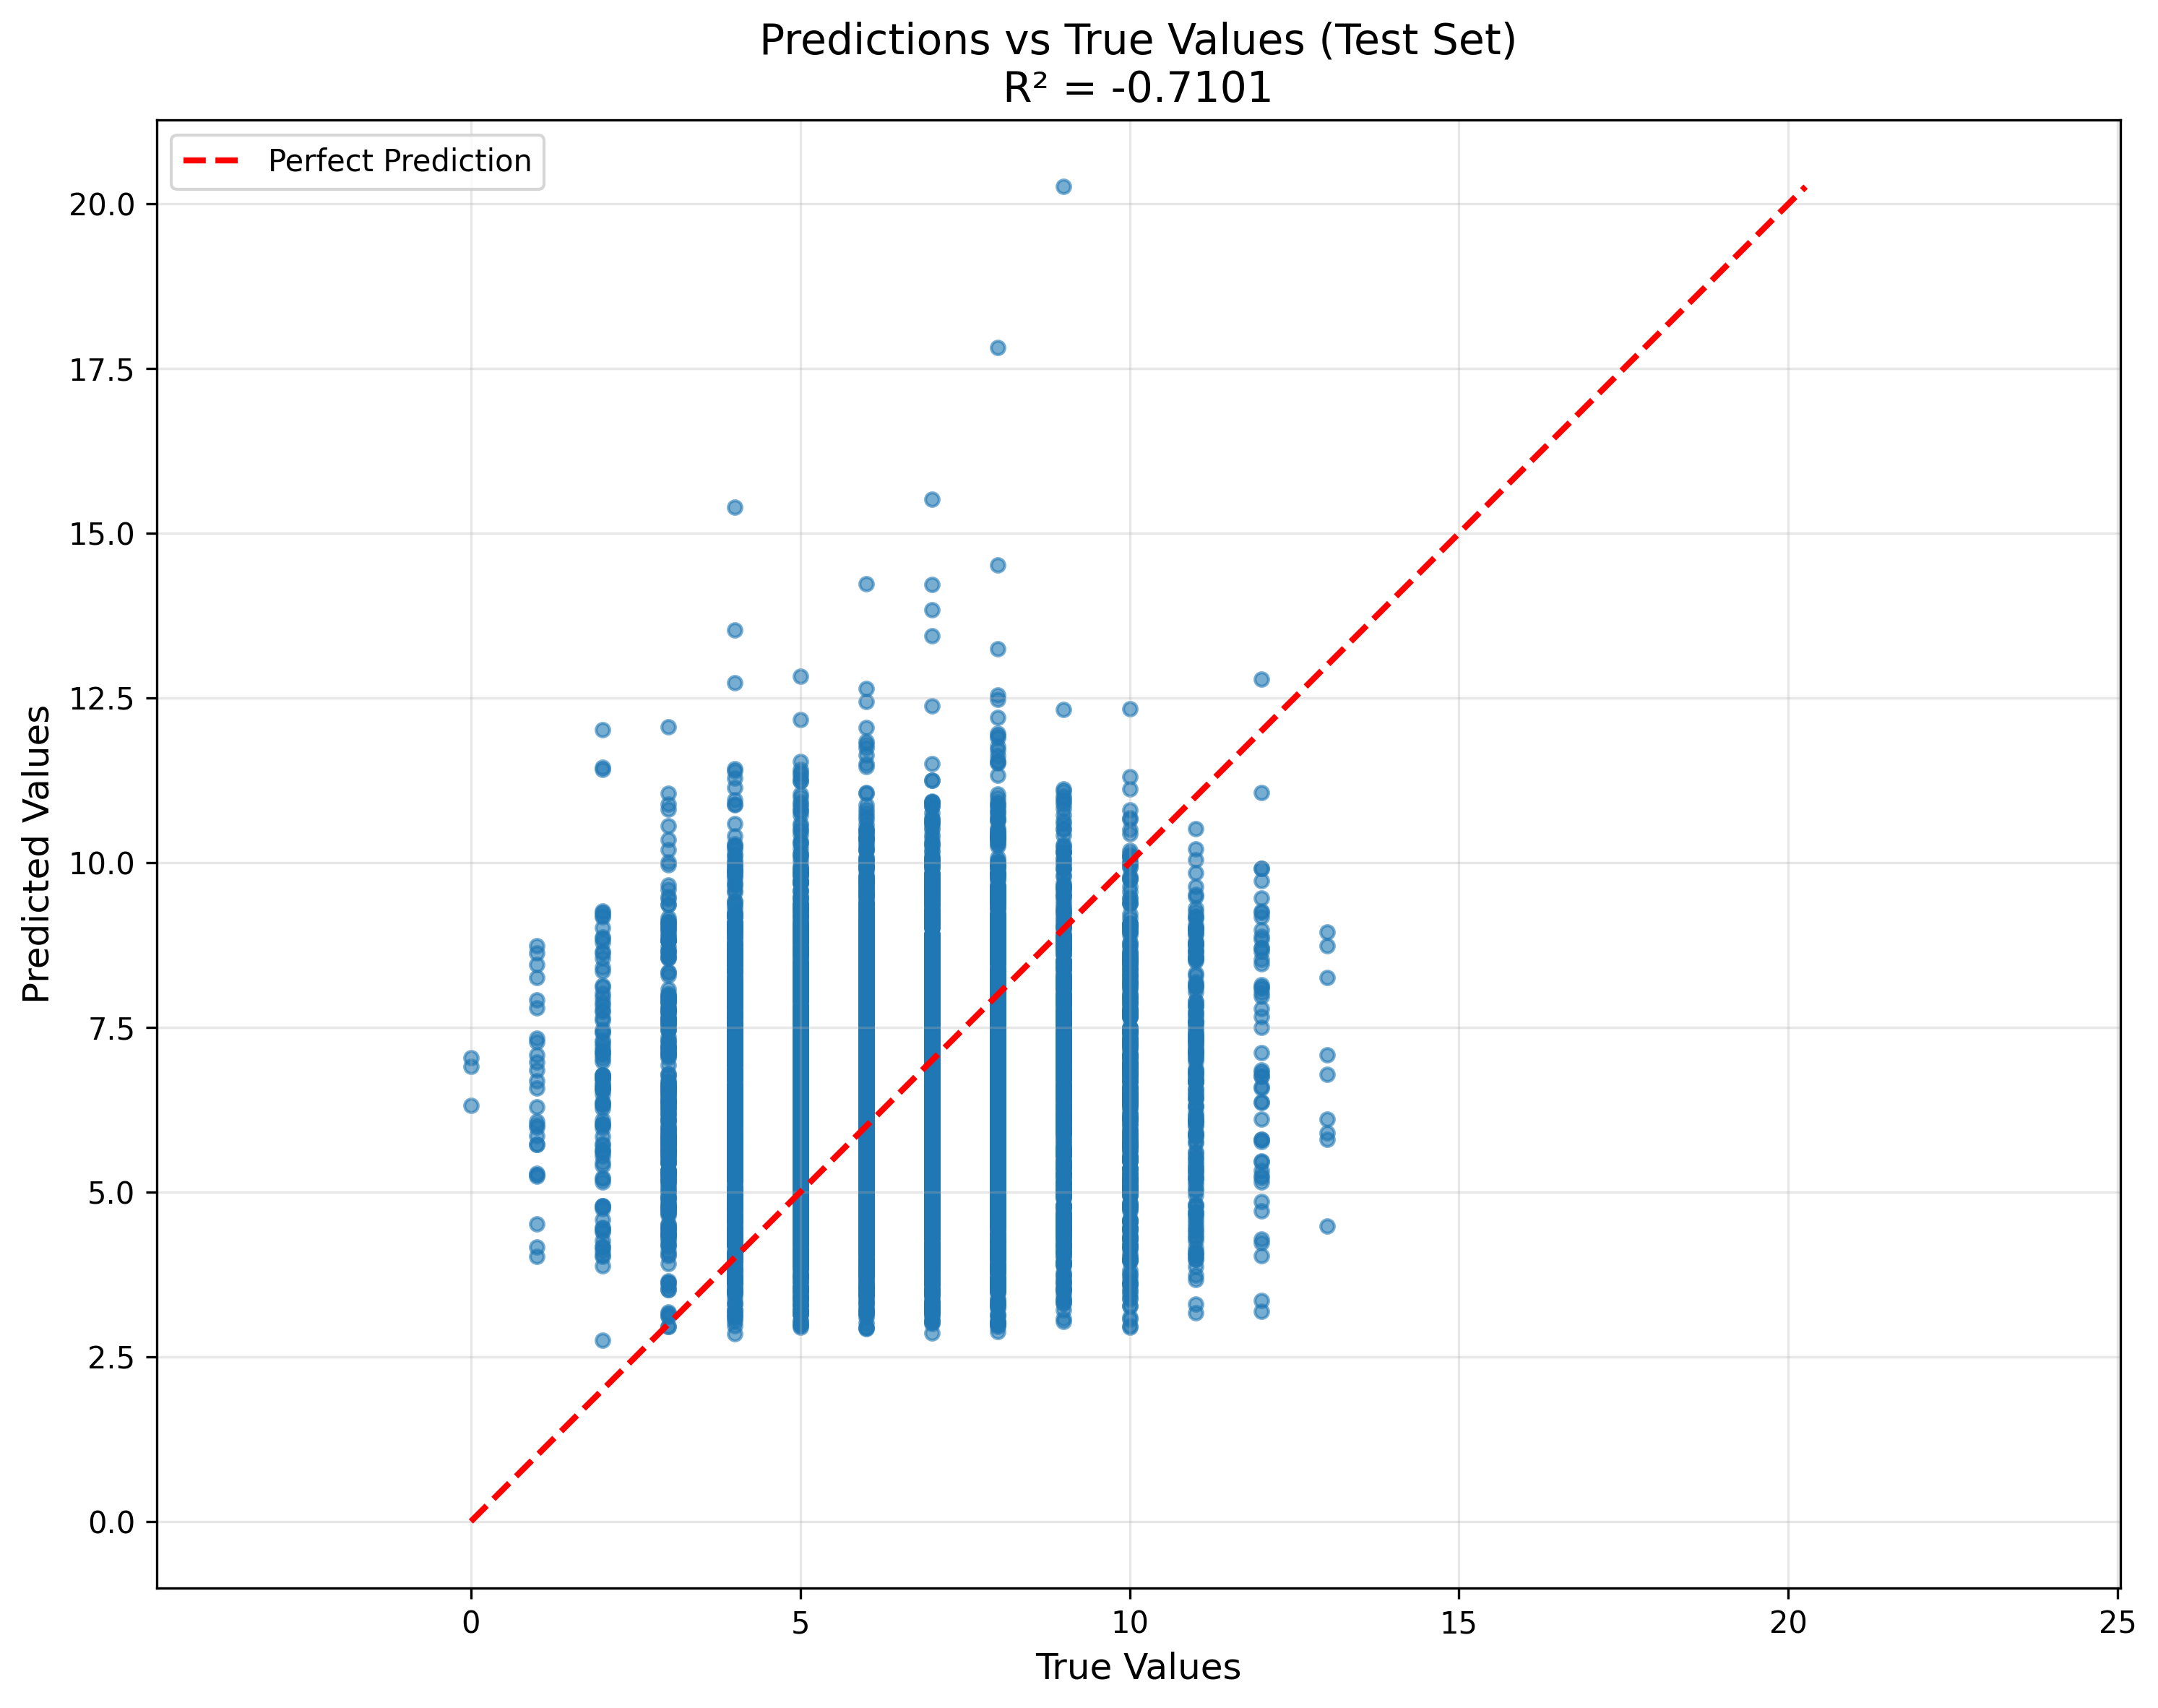 Predictions vs True Values (Test Set)
R² = -0.7101
Perfect Prediction
20.0
17.5
15.0
12.5
10.0
7.5
5.0
2.5
0.0
Predicted Values
0 5 10 15 20 25
True Values